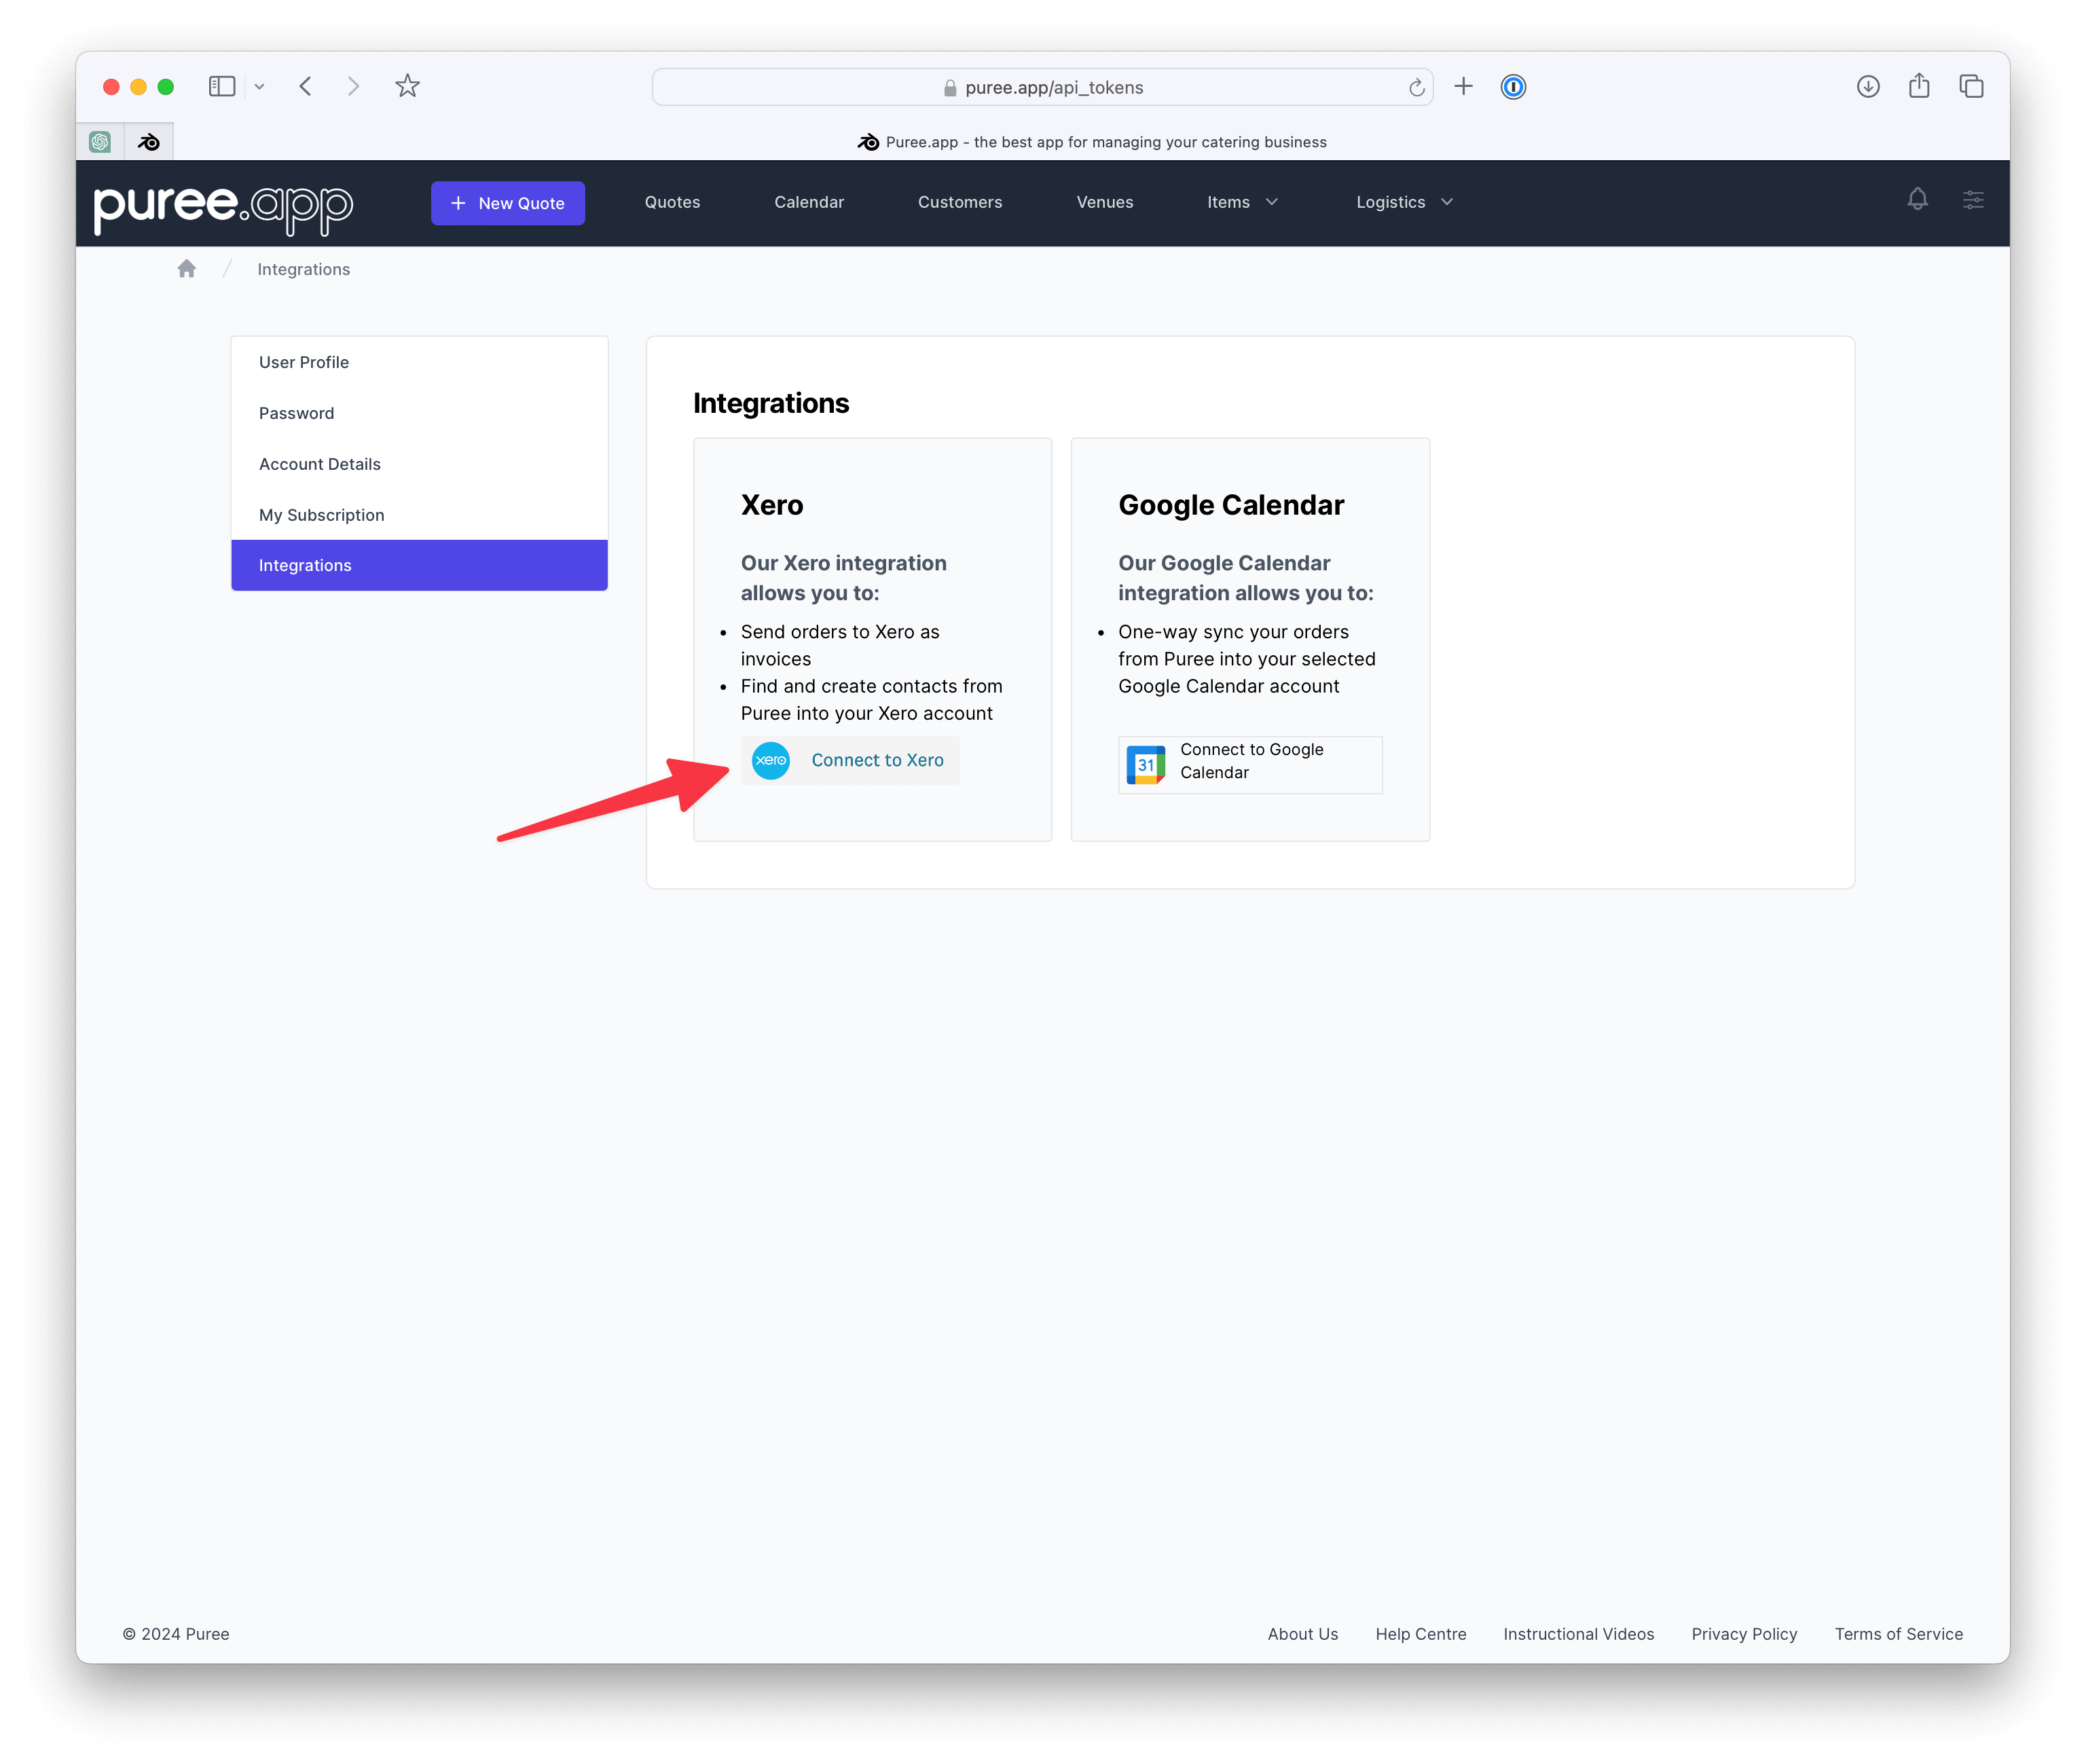 puree.app/api_tokens
Puree.app - the best app for managing your catering business
puree.app
New Quote
Quotes
Calendar
Customers
Venues
Items
Logistics
/ Integrations
User Profile
Password
Account Details
My Subscription
Integrations
Integrations
Xero
Our Xero integration
allows you to:
• Send orders to Xero as
invoices
• Find and create contacts from
Puree into your Xero account
xero
Connect to Xero
Google Calendar
Our Google Calendar
integration allows you to:
• One-way sync your orders
from Puree into your selected
Google Calendar account
31
Connect to Google
Calendar
© 2024 Puree
About Us
Help Centre
Instructional Videos
Privacy Policy
Terms of Service